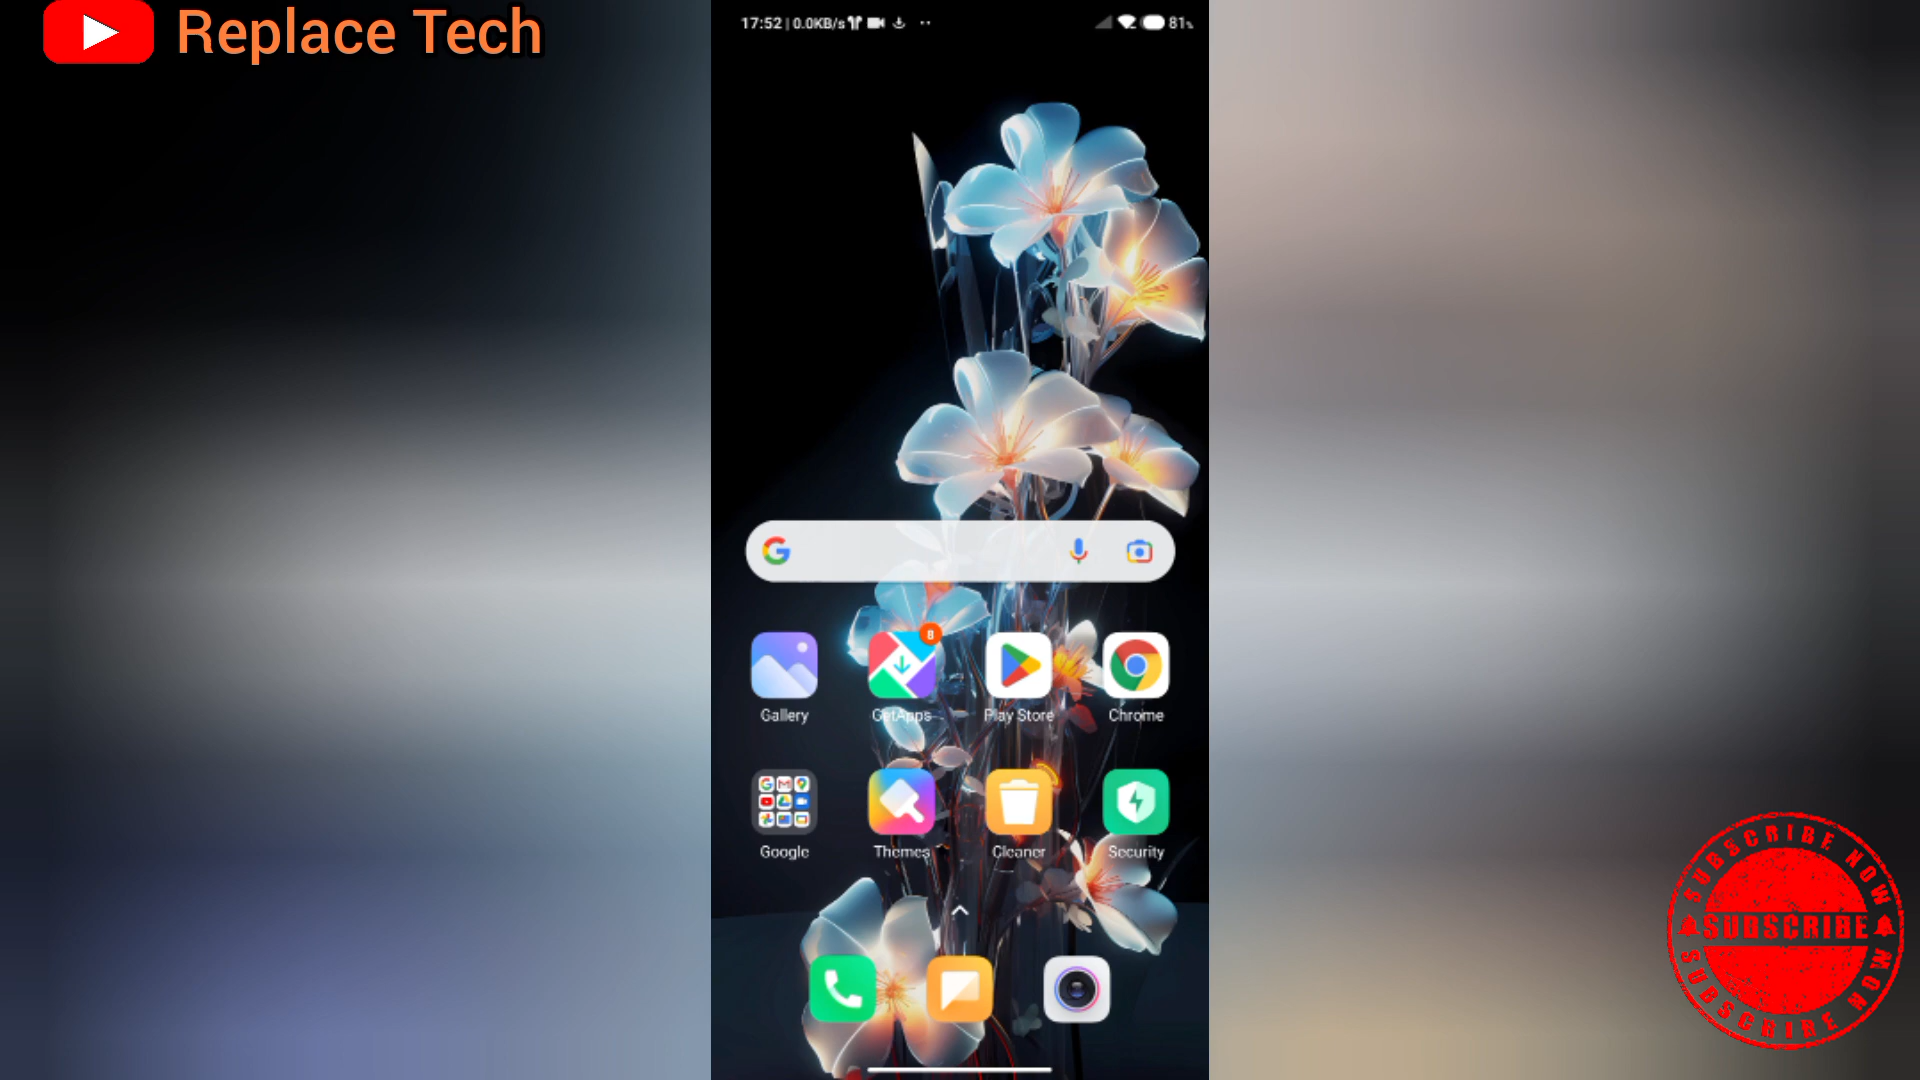 Replace Tech
17:52 | 0.0KB/s
81%
8
Gallery
GetApps
Play Store
Chrome
Google
Themes
Cleaner
Security
SUBSCRIBE NOW
SUBSCRIBE
SUBSCRIBE NOW